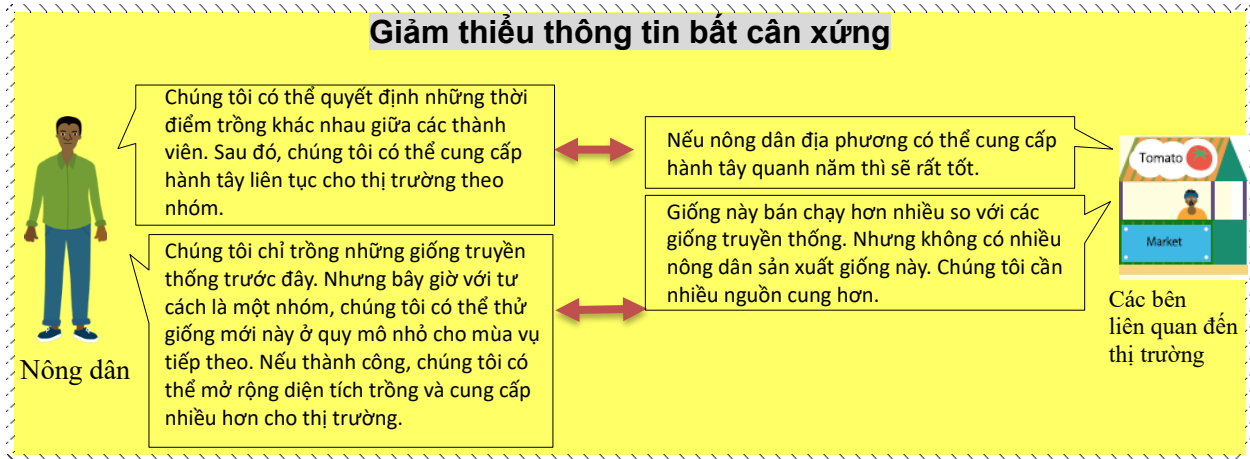 Giảm thiểu thông tin bất cân xứng
Chúng tôi có thể quyết định những thời
điểm trồng khác nhau giữa các thành
viên. Sau đó, chúng tôi có thể cung cấp
hành tây liên tục cho thị trường theo
nhóm.
Nếu nông dân địa phương có thể cung cấp
hành tây quanh năm thì sẽ rất tốt.
Chúng tôi chỉ trồng những giống truyền
thống trước đây. Nhưng bây giờ với tư
cách là một nhóm, chúng tôi có thể thử
giống mới này ở quy mô nhỏ cho mùa vụ
tiếp theo. Nếu thành công, chúng tôi có
thể mở rộng diện tích trồng và cung cấp
nhiều hơn cho thị trường.
Giống này bán chạy hơn nhiều so với các
giống truyền thống. Nhưng không có nhiều
nông dân sản xuất giống này. Chúng tôi cần
nhiều nguồn cung hơn.
Nông dân
Tomato
Market
Các bên
liên quan đến
thị trường